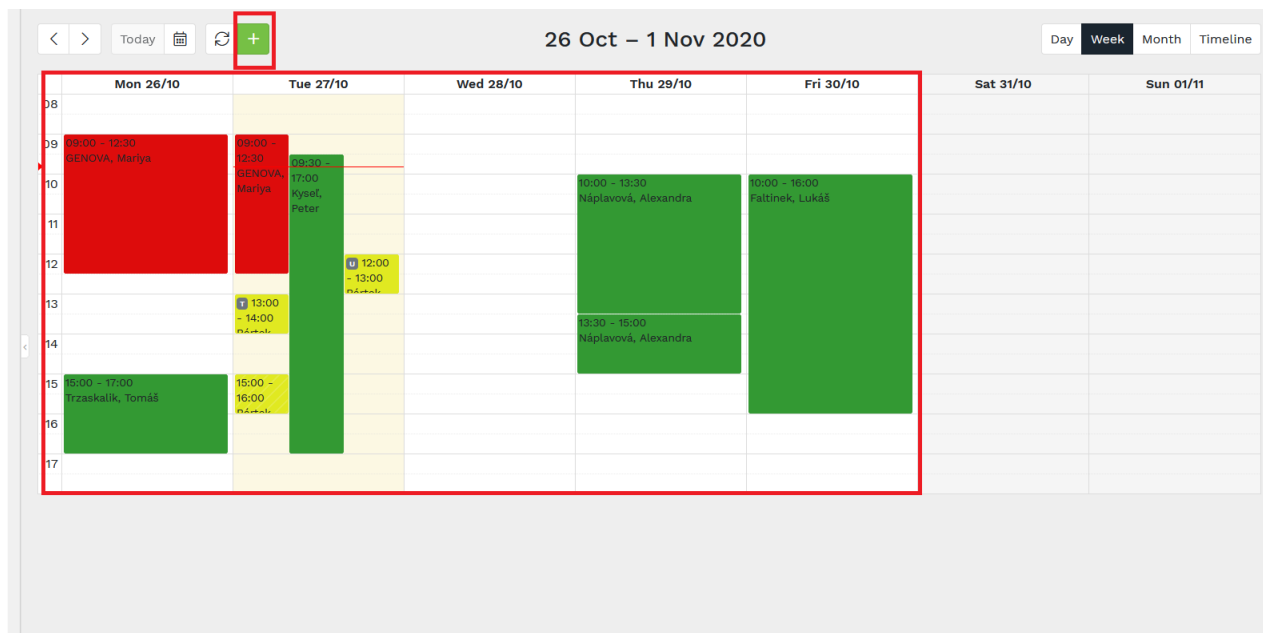 Today
+
26 Oct – 1 Nov 2020
Day Week Month Timeline
Mon 26/10 Tue 27/10 Wed 28/10 Thu 29/10 Fri 30/10 Sat 31/10 Sun 01/11
08
09
10
11
12
13
14
15
16
17
09:00 - 12:30
GENOVA, Mariya
15:00 - 17:00
Trzaskalik, Tomáš
09:00 -
12:30
GENOVA,
Mariya
09:30 -
17:00
Kyseľ,
Peter
U 12:00
- 13:00
T 13:00
- 14:00
15:00 -
16:00
10:00 - 13:30
Náplavová, Alexandra
13:30 - 15:00
Náplavová, Alexandra
10:00 - 16:00
Faltínek, Lukáš